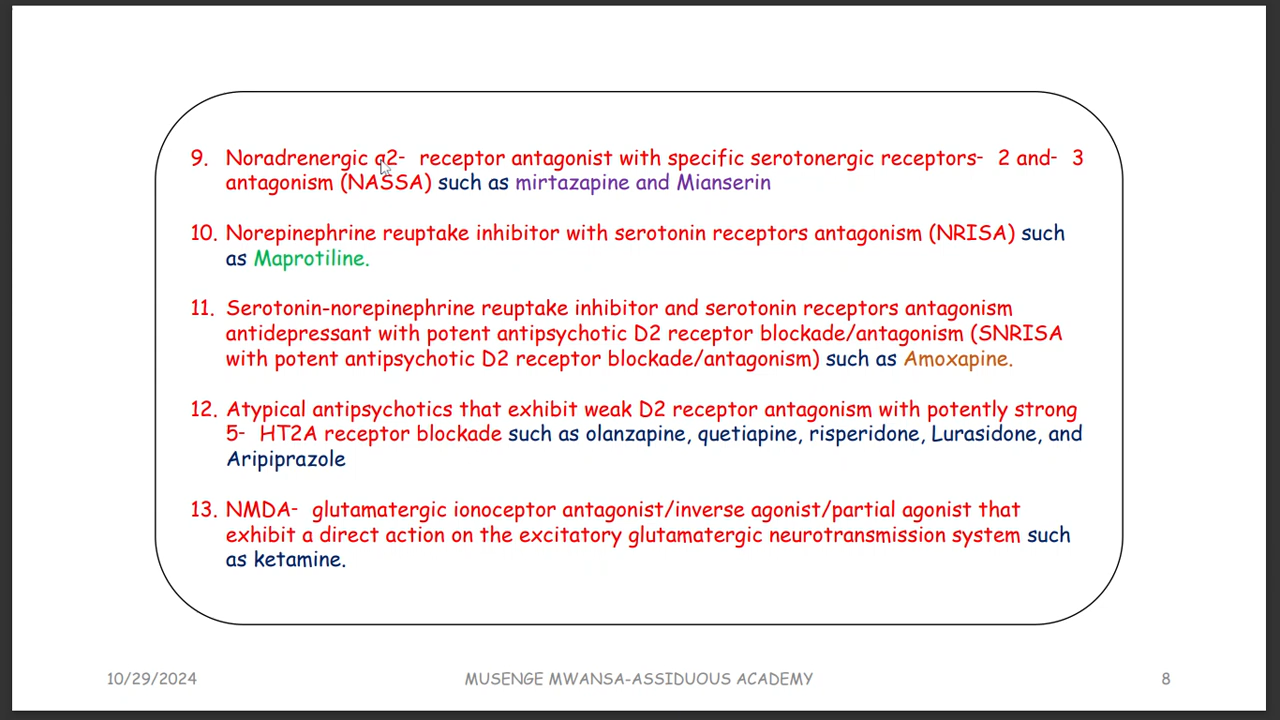 9. Noradrenergic α2- receptor antagonist with specific serotonergic receptors- 2 and- 3
antagonism (NASSA) such as mirtazapine and Mianserin
10. Norepinephrine reuptake inhibitor with serotonin receptors antagonism (NRISA) such
as Maprotiline.
11. Serotonin-norepinephrine reuptake inhibitor and serotonin receptors antagonism
antidepressant with potent antipsychotic D2 receptor blockade/antagonism (SNRISA
with potent antipsychotic D2 receptor blockade/antagonism) such as Amoxapine.
12. Atypical antipsychotics that exhibit weak D2 receptor antagonism with potently strong
5- HT2A receptor blockade such as olanzapine, quetiapine, risperidone, Lurasidone, and
Aripiprazole
13. NMDA- glutamatergic ionoceptor antagonist/inverse agonist/partial agonist that
exhibit a direct action on the excitatory glutamatergic neurotransmission system such
as ketamine.
10/29/2024 MUSENGE MWANSA-ASSIDUOUS ACADEMY 8